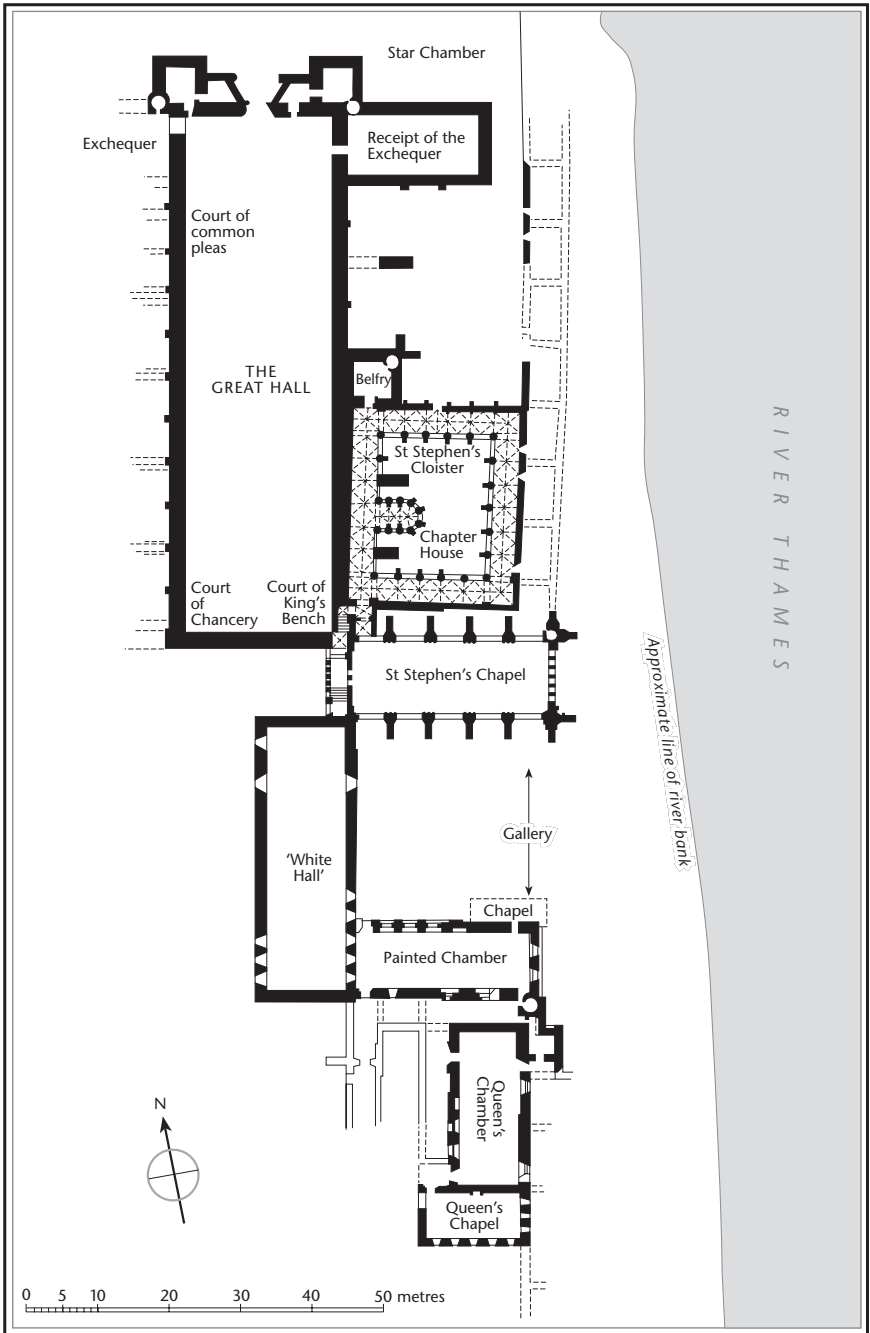 Star Chamber
Exchequer
Receipt of the
Exchequer
Court of
common
pleas
THE
GREAT HALL
Belfry
St Stephen's
Cloister
Chapter
House
Court
of
Chancery
Court of
King's
Bench
St Stephen's Chapel
RIVER THAMES
Approximate line of river bank
Gallery
'White
Hall'
Chapel
Painted Chamber
Queen's
Chamber
Queen's
Chapel
N
0 5 10 20 30 40 50 metres